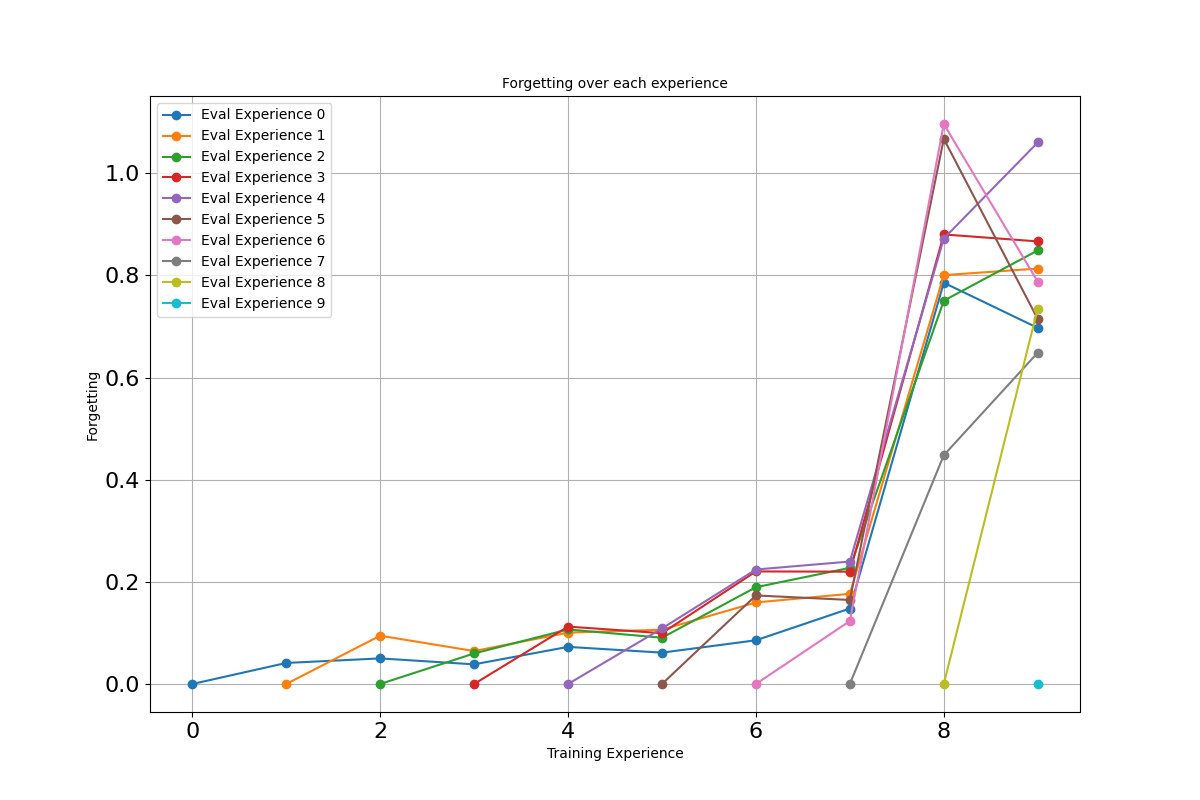 Forgetting over each experience
Eval Experience 0
Eval Experience 1
Eval Experience 2
Eval Experience 3
Eval Experience 4
Eval Experience 5
Eval Experience 6
Eval Experience 7
Eval Experience 8
Eval Experience 9
1.0
0.8
0.6
0.4
0.2
0.0
Forgetting
0 2 4 6 8
Training Experience